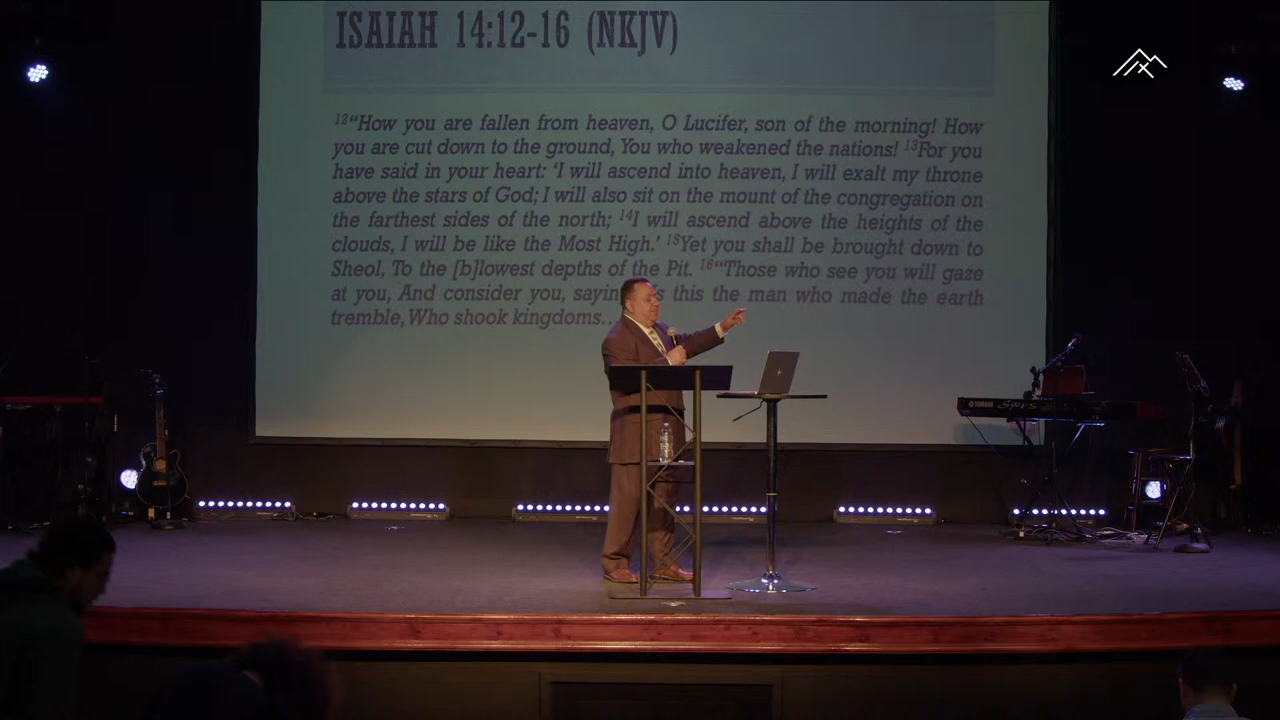 ISAIAH 14:12-16 (NKJV)
12“How you are fallen from heaven, O Lucifer, son of the morning! How
you are cut down to the ground, You who weakened the nations! 13For you
have said in your heart: ‘I will ascend into heaven, I will exalt my throne
above the stars of God; I will also sit on the mount of the congregation on
the farthest sides of the north; 14I will ascend above the heights of the
clouds, I will be like the Most High.’ 15Yet you shall be brought down to
Sheol, To the [b]lowest depths of the Pit. 16“Those who see you will gaze
at you, And consider you, sayin s this the man who made the earth
tremble, Who shook kingdoms...
YAMAHA